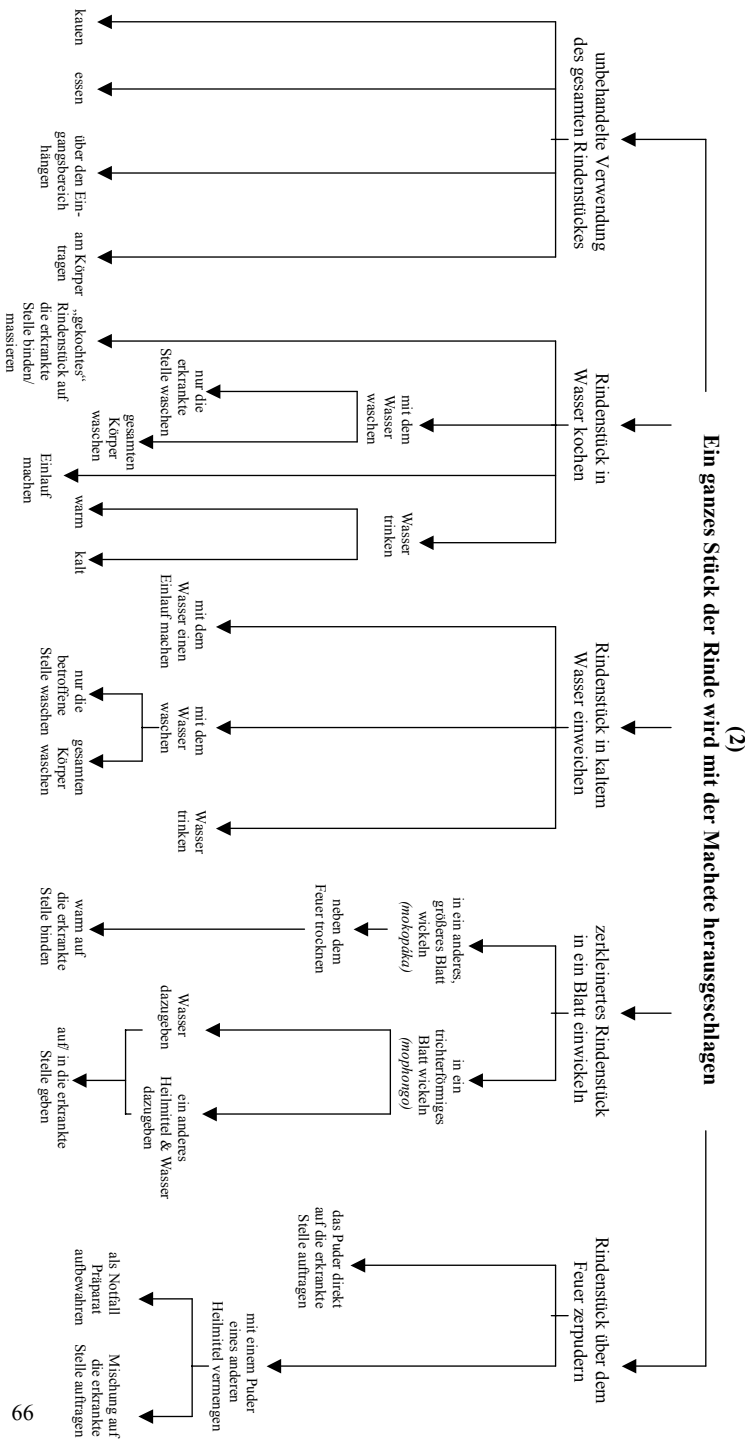 (2)
Ein ganzes Stück der Rinde wird mit der Machete herausgeschlagen
unbehandelte Verwendung
des gesamten Rindenstückes
kauen
essen
über den Ein-
gangsbereich
hängen
am Körper
tragen
Rindenstück in
Wasser kochen
„gekochtes“
Rindenstück auf
die erkrankte
Stelle binden/
massieren
mit dem
Wasser
waschen
nur die
erkrankte
Stelle waschen
gesamten
Körper
waschen
Einlauf
machen
Wasser
trinken
warm
kalt
Rindenstück in kaltem
Wasser einweichen
mit dem
Wasser einen
Einlauf machen
mit dem
Wasser
waschen
nur die
betroffene
Stelle waschen
gesamten
Körper
waschen
Wasser
trinken
zerkleinertes Rindenstück
in ein Blatt einwickeln
in ein anderes,
größeres Blatt
wickeln
(mokopáka)
neben dem
Feuer trocknen
warm auf
die erkrankte
Stelle binden
in ein
trichterförmiges
Blatt wickeln
(mophongo)
Wasser
dazugeben
ein anderes
Heilmittel & Wasser
dazugeben
auf/ in die erkrankte
Stelle geben
Rindenstück über dem
Feuer zerpudern
das Puder direkt
auf die erkrankte
Stelle auftragen
mit einem Puder
eines anderen
Heilmittel vermengen
als Notfall
Präparat
aufbewahren
Mischung auf
die erkrankte
Stelle auftragen
66